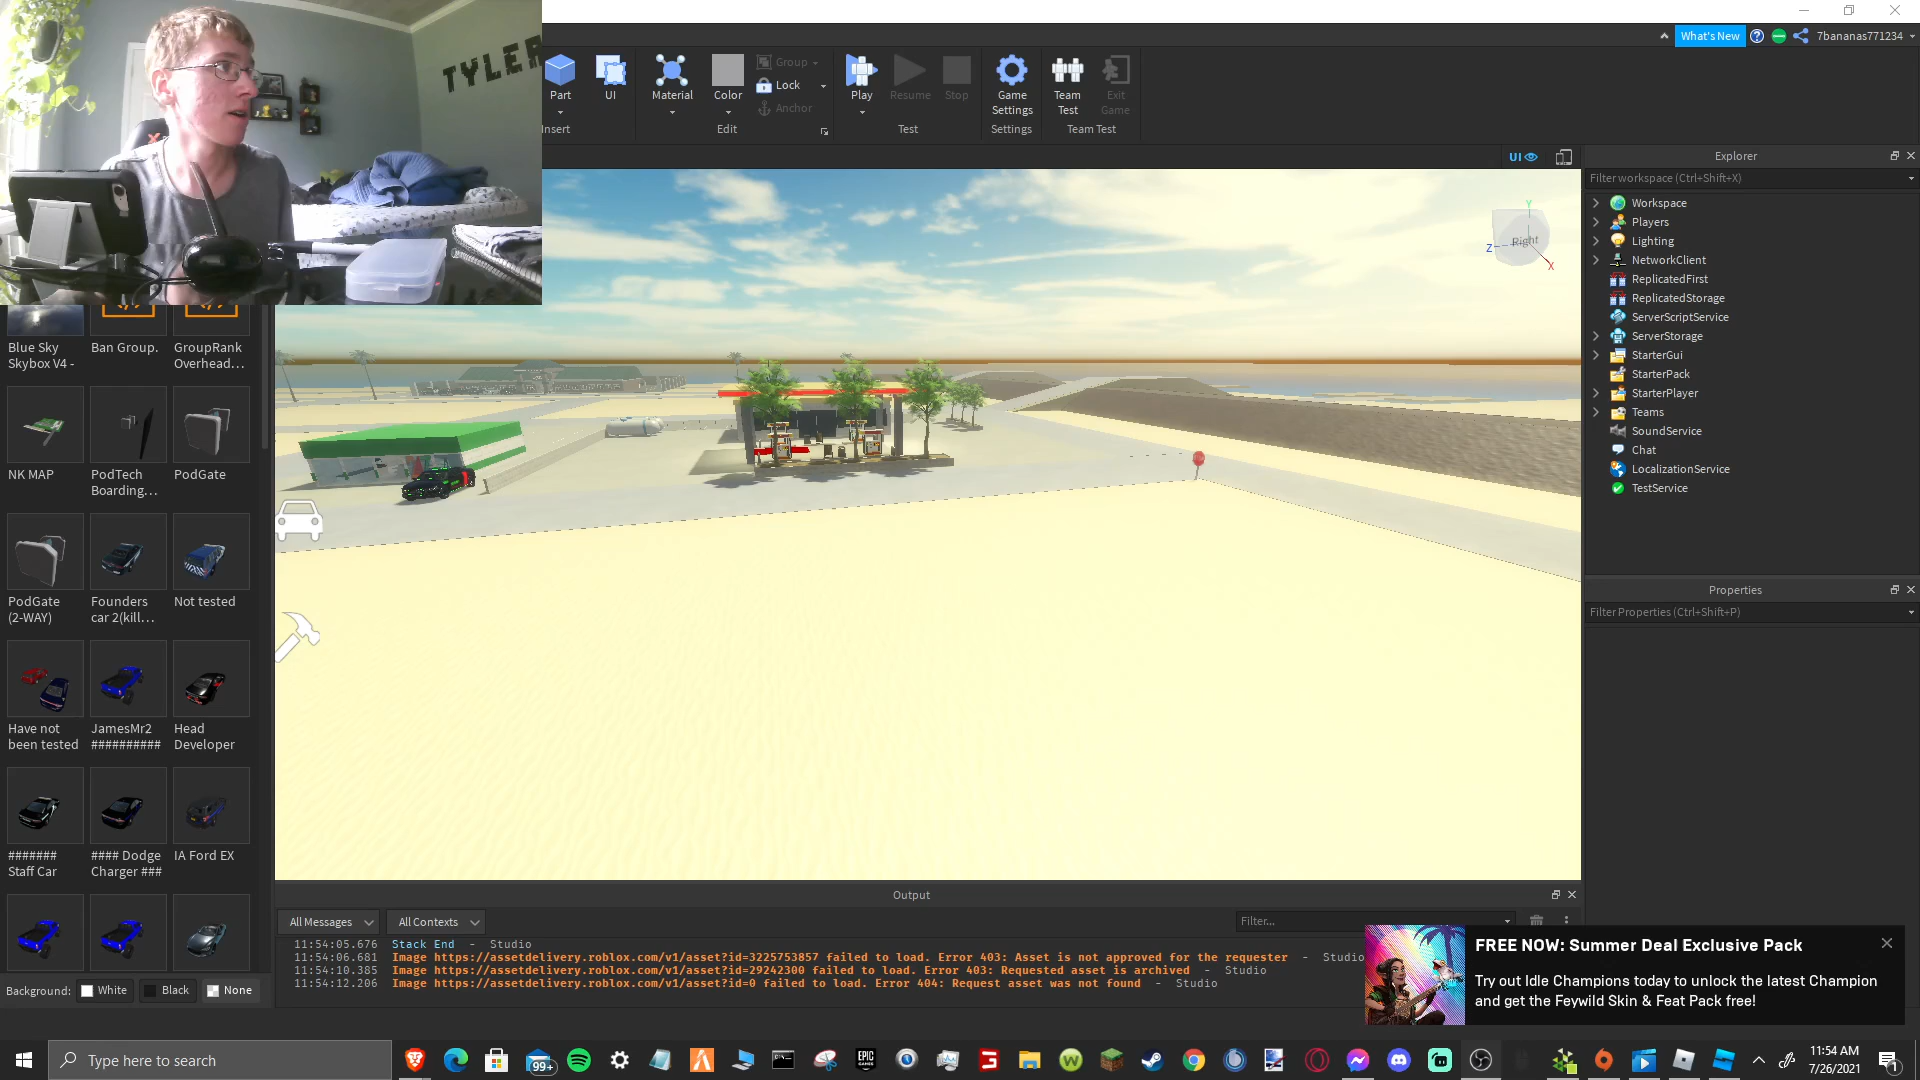 TYLER
What's New
7bananas771234
Part
UI
Material
Color
Group
Lock
Anchor
Play
Resume
Stop
Game
Settings
Team
Test
Exit
Game
Insert
Edit
Test
Settings
Team Test
UI
Explorer
Filter workspace (Ctrl+Shift+X)
Workspace
Players
Lighting
NetworkClient
ReplicatedFirst
ReplicatedStorage
ServerScriptService
ServerStorage
StarterGui
StarterPack
StarterPlayer
Teams
SoundService
Chat
LocalizationService
TestService
Y
Z
Right
X
Properties
Filter Properties (Ctrl+Shift+P)
Blue Sky
Skybox V4 -
Ban Group.
GroupRank
Overhead...
NK MAP
PodTech
Boarding...
PodGate
PodGate
(2-WAY)
Founders
car 2(kill...
Not tested
Have not
been tested
JamesMr2
##########
Head
Developer
#######
Staff Car
#### Dodge
Charger ###
IA Ford EX
Background:
White
Black
None
Output
All Messages
All Contexts
Filter...
11:54:05.676 Stack End - Studio
11:54:06.681 Image https://assetdelivery.roblox.com/v1/asset?id=3225753857 failed to load. Error 403: Asset is not approved for the requester - Studio
11:54:10.385 Image https://assetdelivery.roblox.com/v1/asset?id=29242300 failed to load. Error 403: Requested asset is archived - Studio
11:54:12.206 Image https://assetdelivery.roblox.com/v1/asset?id=0 failed to load. Error 404: Request asset was not found - Studio
FREE NOW: Summer Deal Exclusive Pack
Try out Idle Champions today to unlock the latest Champion
and get the Feywild Skin & Feat Pack free!
Type here to search
99+
EPIC
GAMES
11:54 AM
7/26/2021
1